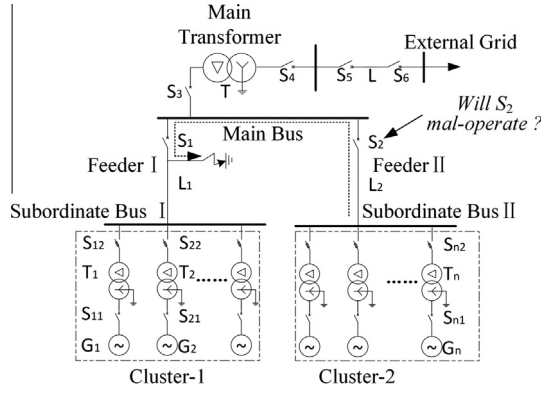 Main
Transformer
External Grid
S4
S5
L
S6
S3
T
Will S2
mal-operate ?
Main Bus
S1
S2
Feeder I
Feeder II
L1
L2
Subordinate Bus I
Subordinate Bus II
S12
S22
Sn2
T1
T2
......
......
Tn
S11
S21
Sn1
G1
G2
Gn
Cluster-1
Cluster-2